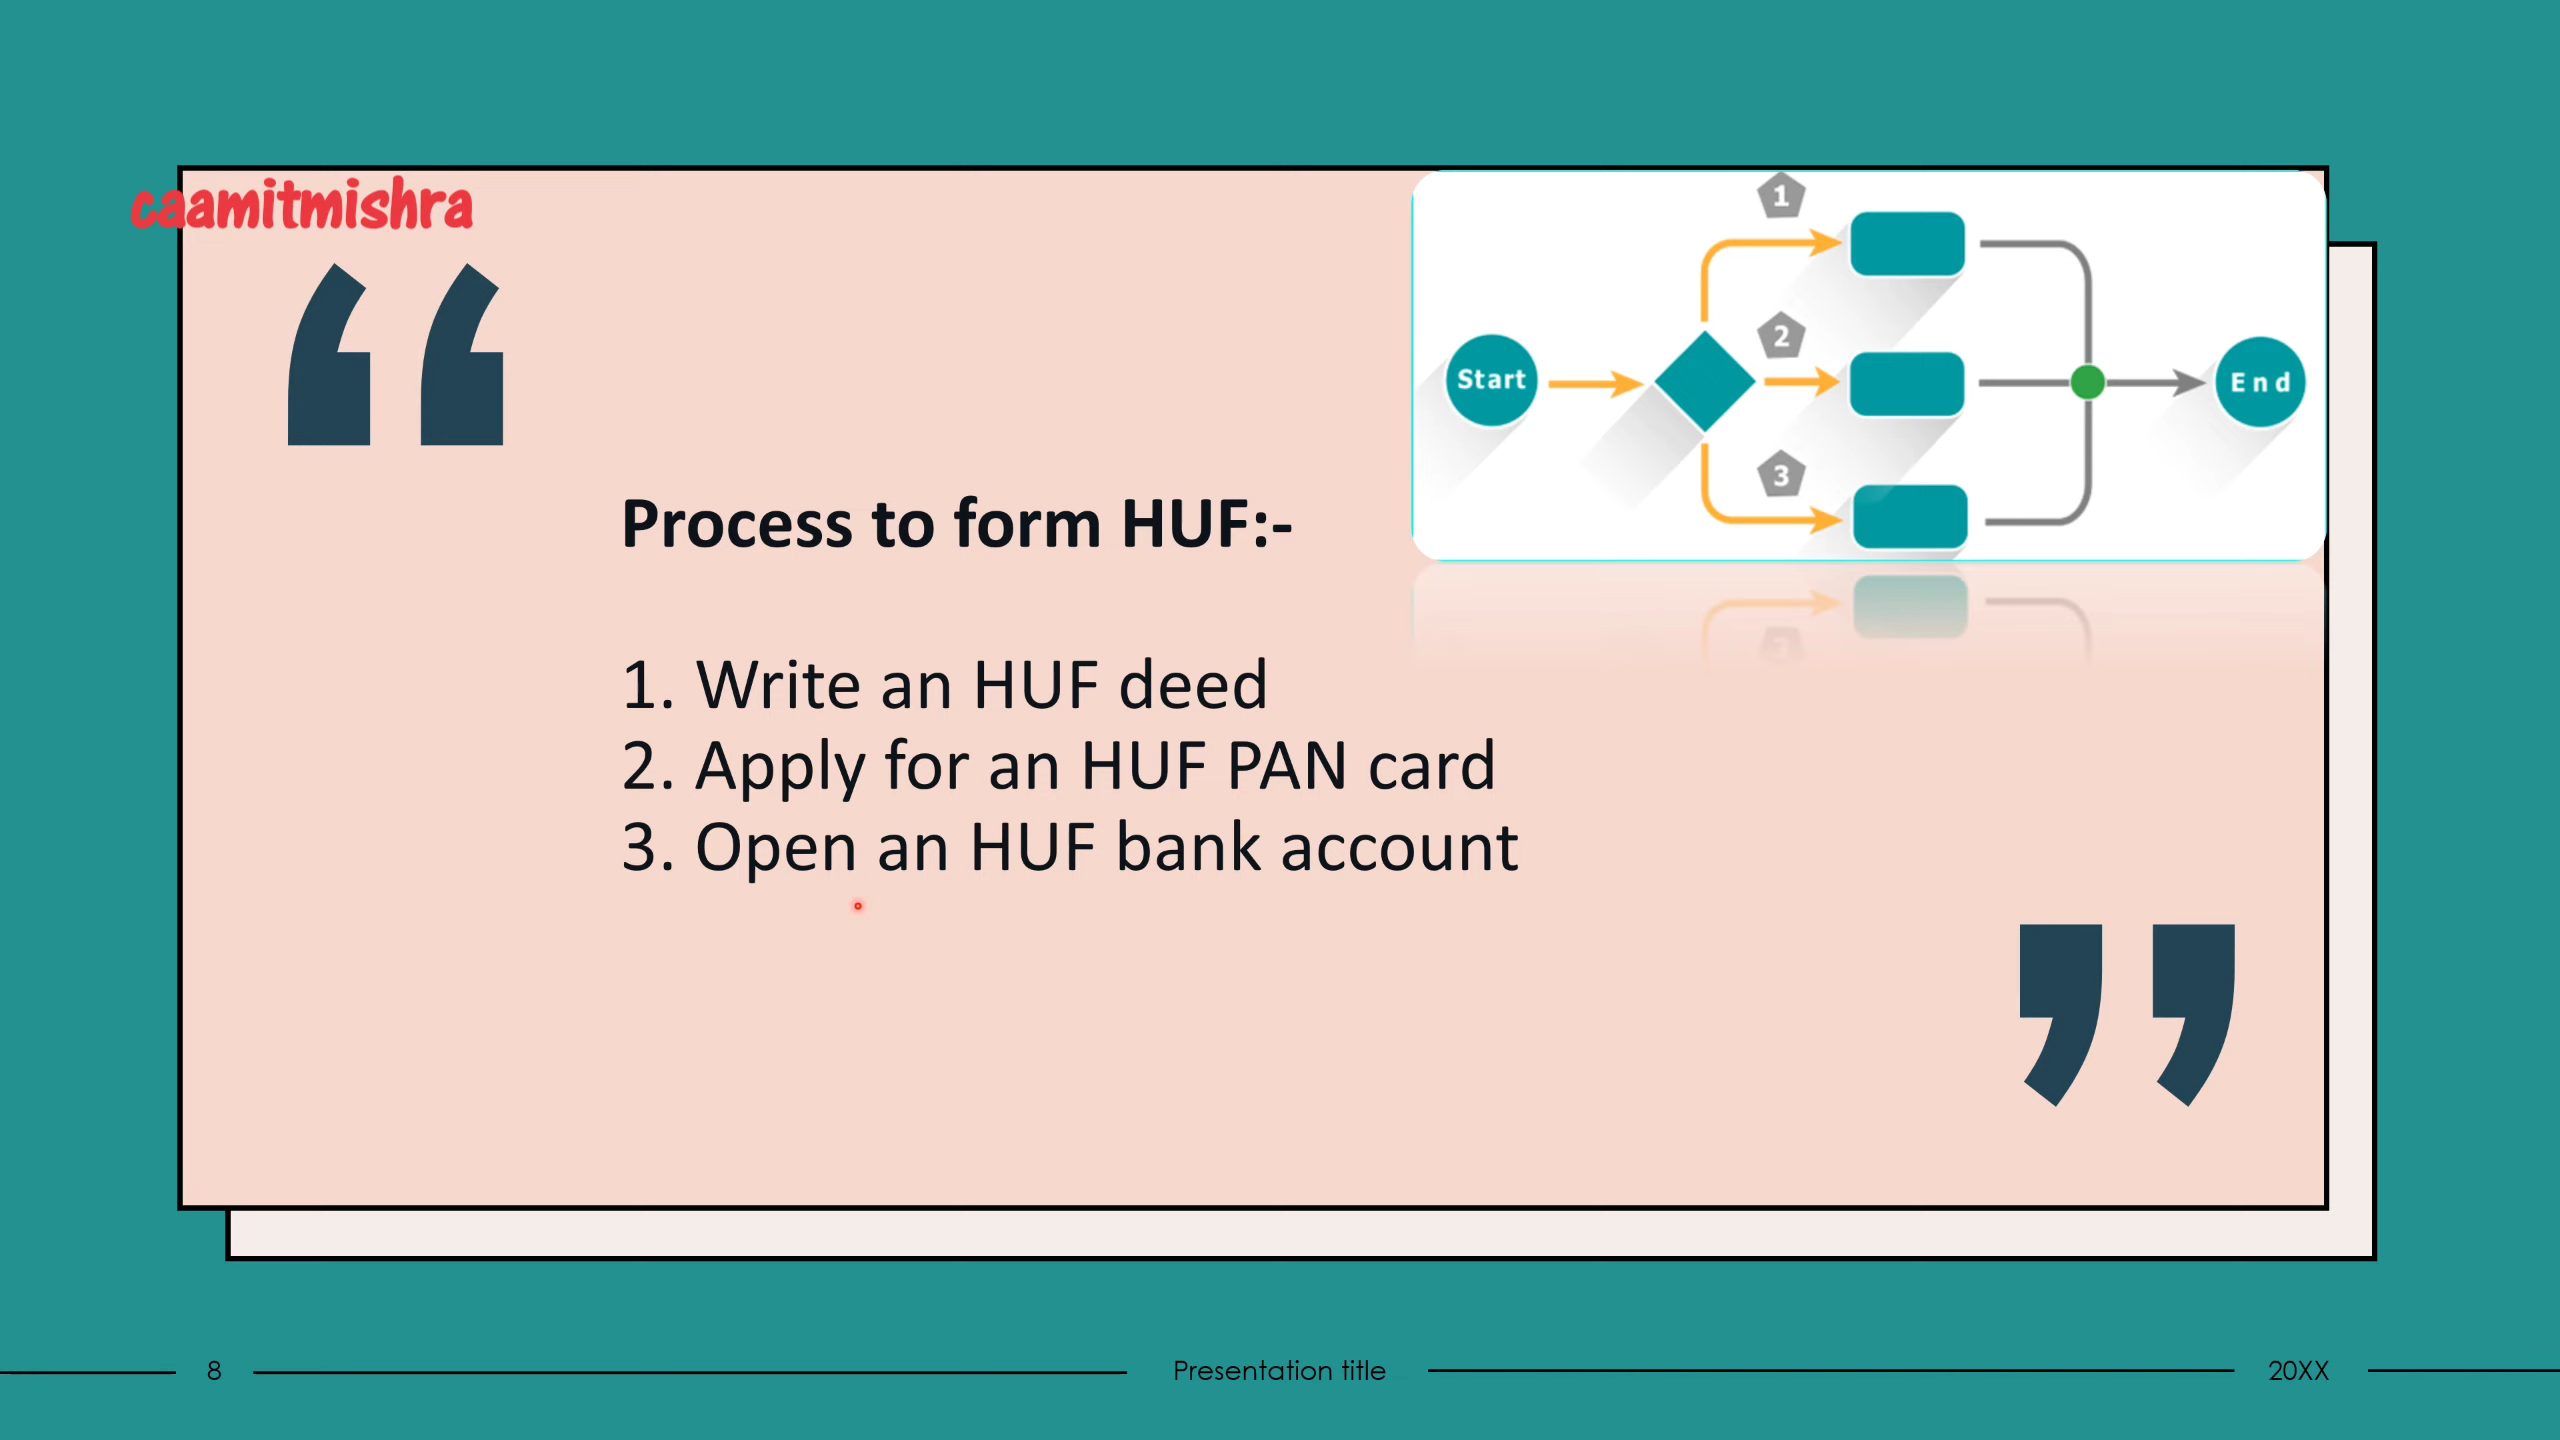 caamitmishra
1
2
Start
End
3
Process to form HUF:-
1. Write an HUF deed
2. Apply for an HUF PAN card
3. Open an HUF bank account
8
Presentation title
20XX